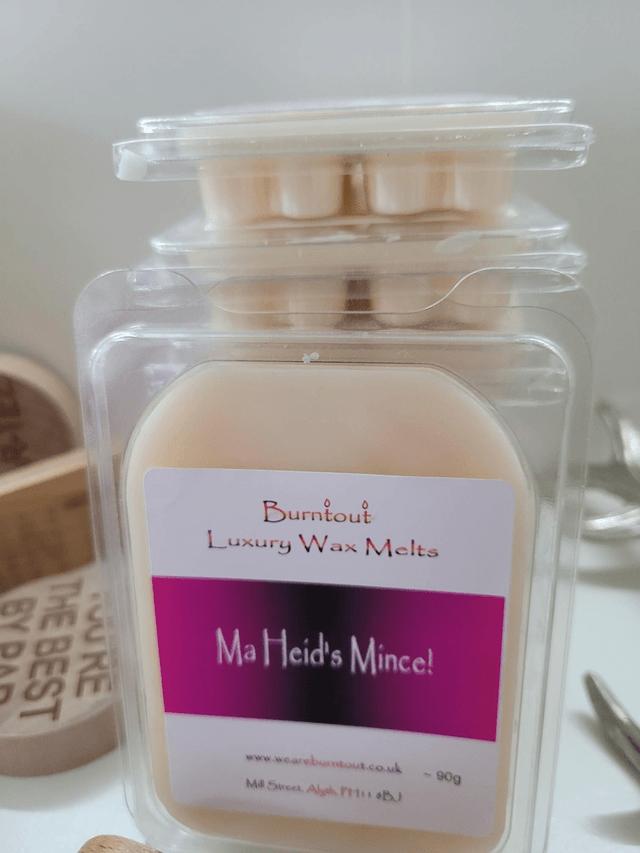 Burntout
Luxury Wax Melts
Ma Heid's Mince!
www.weareburntout.co.uk
~ 90g
Mill Street, Alyth, PH11 8BJ
YOU'RE
THE BEST
BY PAR